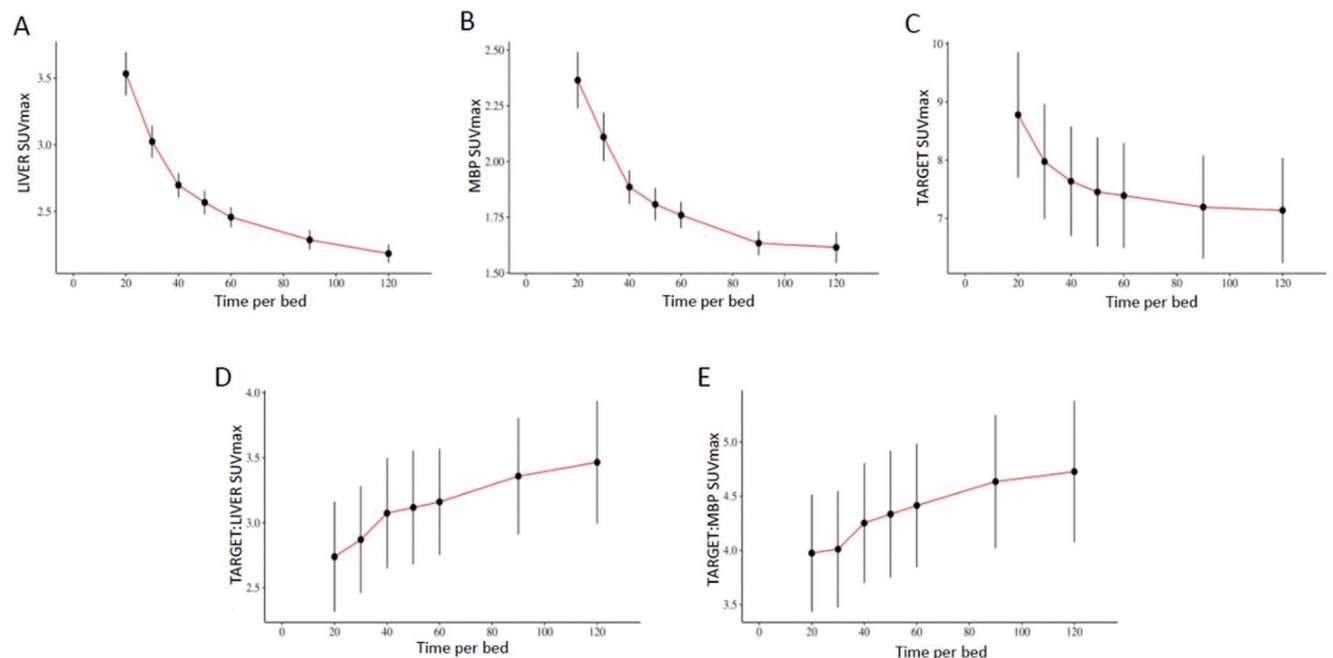 A
LIVER SUVmax
3.5
3.0
2.5
0 20 40 60 80 100 120
Time per bed
B
MBP SUVmax
2.50
2.25
2.00
1.75
1.50
0 20 40 60 80 100 120
Time per bed
C
TARGET SUVmax
10
9
8
7
0 20 40 60 80 100 120
Time per bed
D
TARGET:LIVER SUVmax
4.0
3.5
3.0
2.5
0 20 40 60 80 100 120
Time per bed
E
TARGET:MBP SUVmax
5.0
4.5
4.0
3.5
0 20 40 60 80 100 120
Time per bed